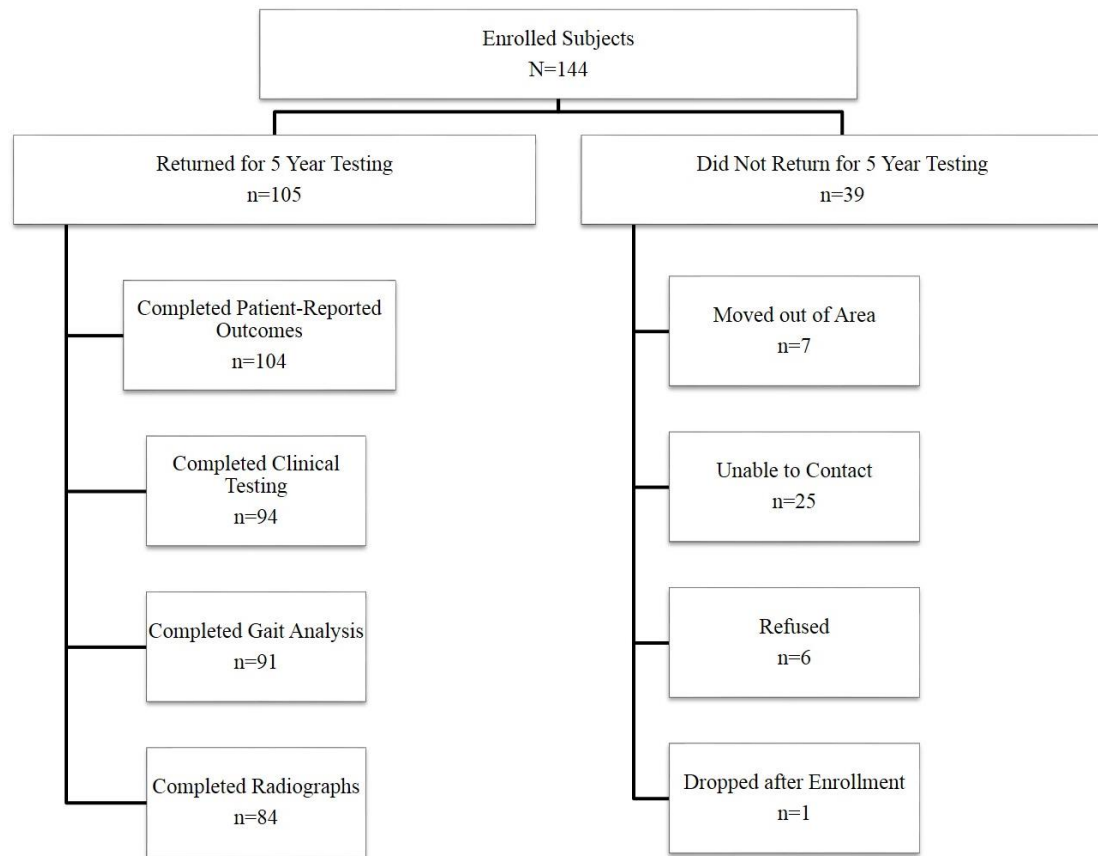 Enrolled Subjects
N=144
Returned for 5 Year Testing
n=105
Did Not Return for 5 Year Testing
n=39
Completed Patient-Reported
Outcomes
n=104
Completed Clinical
Testing
n=94
Completed Gait Analysis
n=91
Completed Radiographs
n=84
Moved out of Area
n=7
Unable to Contact
n=25
Refused
n=6
Dropped after Enrollment
n=1